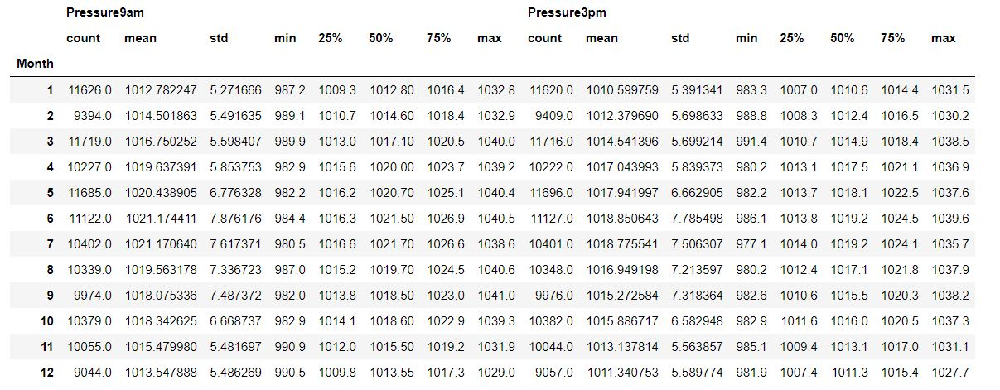 Pressure9am Pressure3pm
count mean std min 25% 50% 75% max count mean std min 25% 50% 75% max
Month
1 11626.0 1012.782247 5.271666 987.2 1009.3 1012.80 1016.4 1032.8 11620.0 1010.599759 5.391341 983.3 1007.0 1010.6 1014.4 1031.5
2 9394.0 1014.501863 5.491635 989.1 1010.7 1014.60 1018.4 1032.9 9409.0 1012.379690 5.698633 988.8 1008.3 1012.4 1016.5 1030.2
3 11719.0 1016.750252 5.598407 989.9 1013.0 1017.10 1020.5 1040.0 11716.0 1014.541396 5.699214 991.4 1010.7 1014.9 1018.4 1038.5
4 10227.0 1019.637391 5.853753 982.9 1015.6 1020.00 1023.7 1039.2 10222.0 1017.043993 5.839373 980.2 1013.1 1017.5 1021.1 1036.9
5 11685.0 1020.438905 6.776328 982.2 1016.2 1020.70 1025.1 1040.4 11696.0 1017.941997 6.662905 982.2 1013.7 1018.1 1022.5 1037.6
6 11122.0 1021.174411 7.876176 984.4 1016.3 1021.50 1026.9 1040.5 11127.0 1018.850643 7.785498 986.1 1013.8 1019.2 1024.5 1039.6
7 10402.0 1021.170640 7.617371 980.5 1016.6 1021.70 1026.6 1038.6 10401.0 1018.775541 7.506307 977.1 1014.0 1019.2 1024.1 1035.7
8 10339.0 1019.563178 7.336723 987.0 1015.2 1019.70 1024.5 1040.6 10348.0 1016.949198 7.213597 980.2 1012.4 1017.1 1021.8 1037.9
9 9974.0 1018.075336 7.487372 982.0 1013.8 1018.50 1023.0 1041.0 9976.0 1015.272584 7.318364 982.6 1010.6 1015.5 1020.3 1038.2
10 10379.0 1018.342625 6.668737 982.9 1014.1 1018.60 1022.9 1039.3 10382.0 1015.886717 6.582948 982.9 1011.6 1016.0 1020.5 1037.3
11 10055.0 1015.479980 5.481697 990.9 1012.0 1015.50 1019.2 1031.9 10044.0 1013.137814 5.563857 985.1 1009.4 1013.1 1017.0 1031.1
12 9044.0 1013.547888 5.486269 990.5 1009.8 1013.55 1017.3 1029.0 9057.0 1011.340753 5.589774 981.9 1007.4 1011.3 1015.4 1027.7